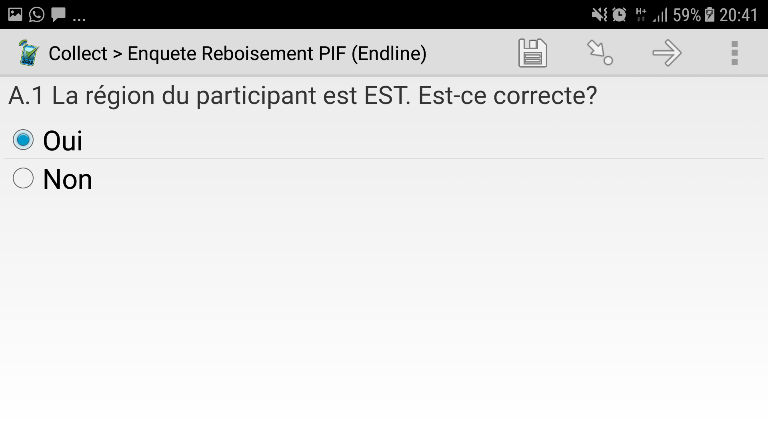 ... H+ 59% 20:41
Collect > Enquete Reboisement PIF (Endline)
A.1 La région du participant est EST. Est-ce correcte?
Oui
Non